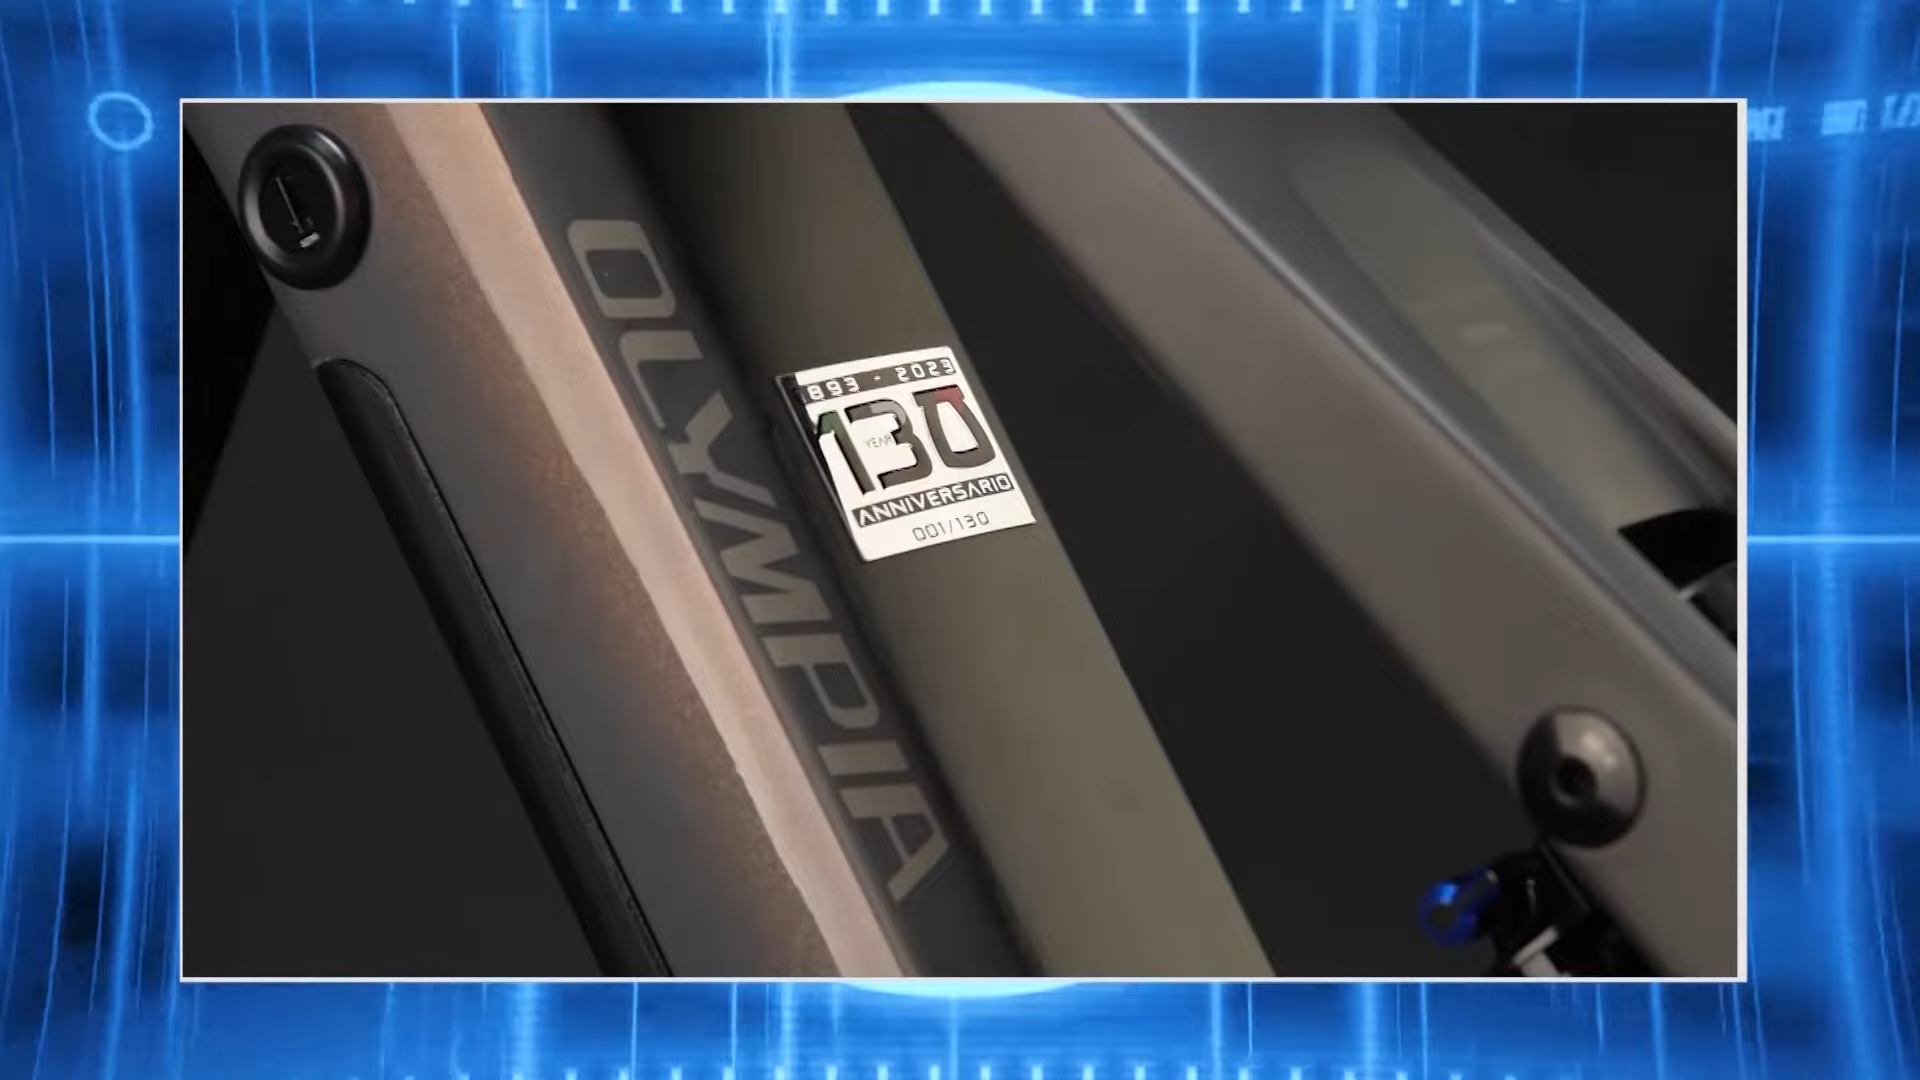 OLYMPIA
1893 - 2023
130
YEAR
ANNIVERSARIO
001/130